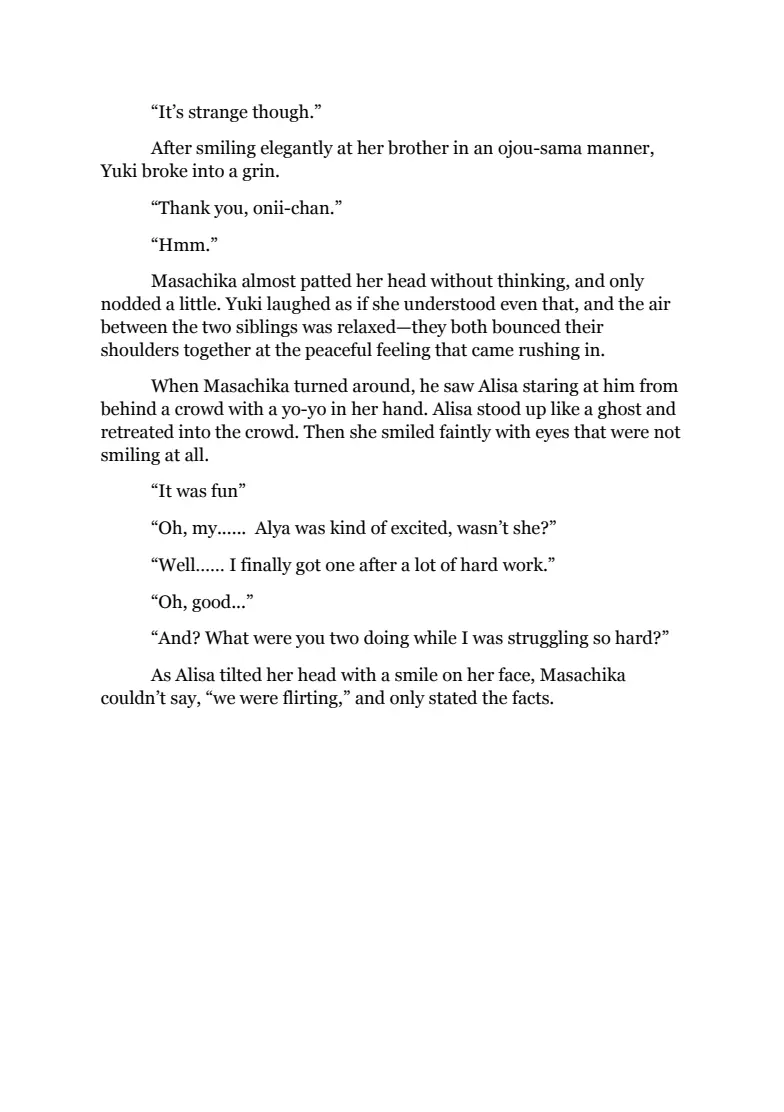 “It’s strange though.”
After smiling elegantly at her brother in an ojou-sama manner,
Yuki broke into a grin.
“Thank you, onii-chan.”
“Hmm.”
Masachika almost patted her head without thinking, and only
nodded a little. Yuki laughed as if she understood even that, and the air
between the two siblings was relaxed—they both bounced their
shoulders together at the peaceful feeling that came rushing in.
When Masachika turned around, he saw Alisa staring at him from
behind a crowd with a yo-yo in her hand. Alisa stood up like a ghost and
retreated into the crowd. Then she smiled faintly with eyes that were not
smiling at all.
“It was fun”
“Oh, my...... Alya was kind of excited, wasn’t she?”
“Well...... I finally got one after a lot of hard work.”
“Oh, good...”
“And? What were you two doing while I was struggling so hard?”
As Alisa tilted her head with a smile on her face, Masachika
couldn’t say, “we were flirting,” and only stated the facts.